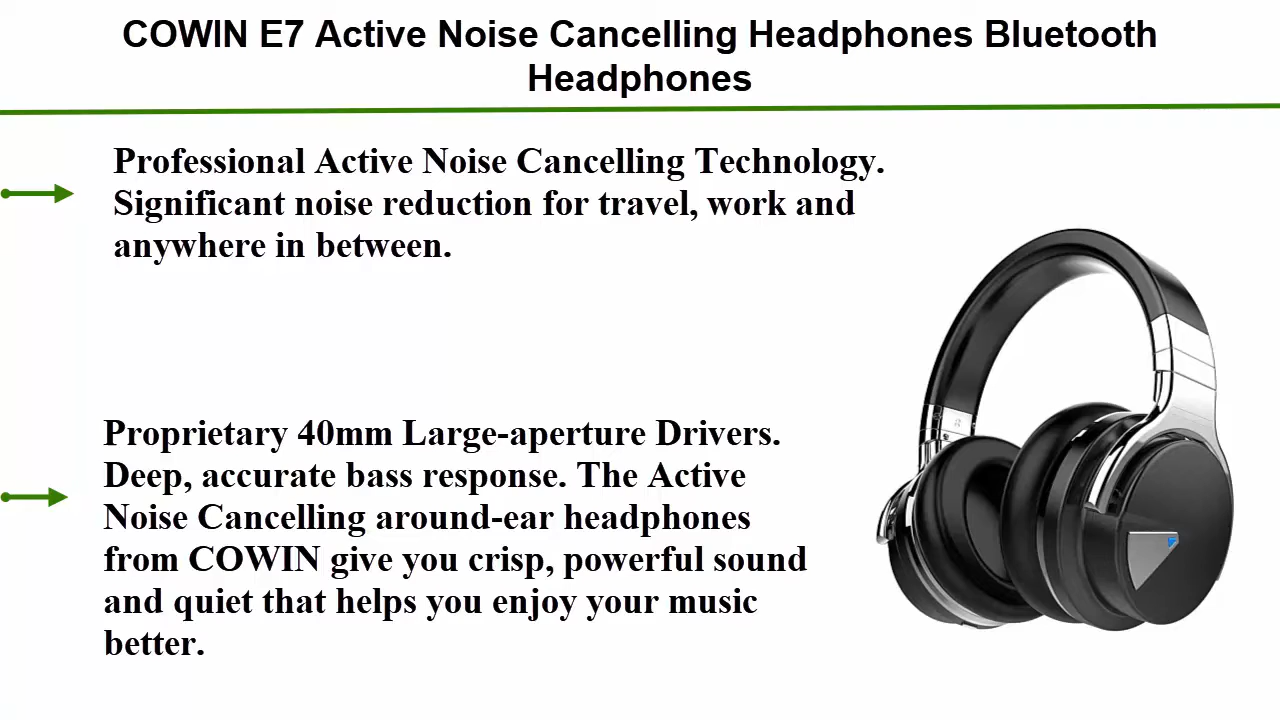 COWIN E7 Active Noise Cancelling Headphones Bluetooth
Headphones
Professional Active Noise Cancelling Technology.
Significant noise reduction for travel, work and
anywhere in between.
Proprietary 40mm Large-aperture Drivers.
Deep, accurate bass response. The Active
Noise Cancelling around-ear headphones
from COWIN give you crisp, powerful sound
and quiet that helps you enjoy your music
better.